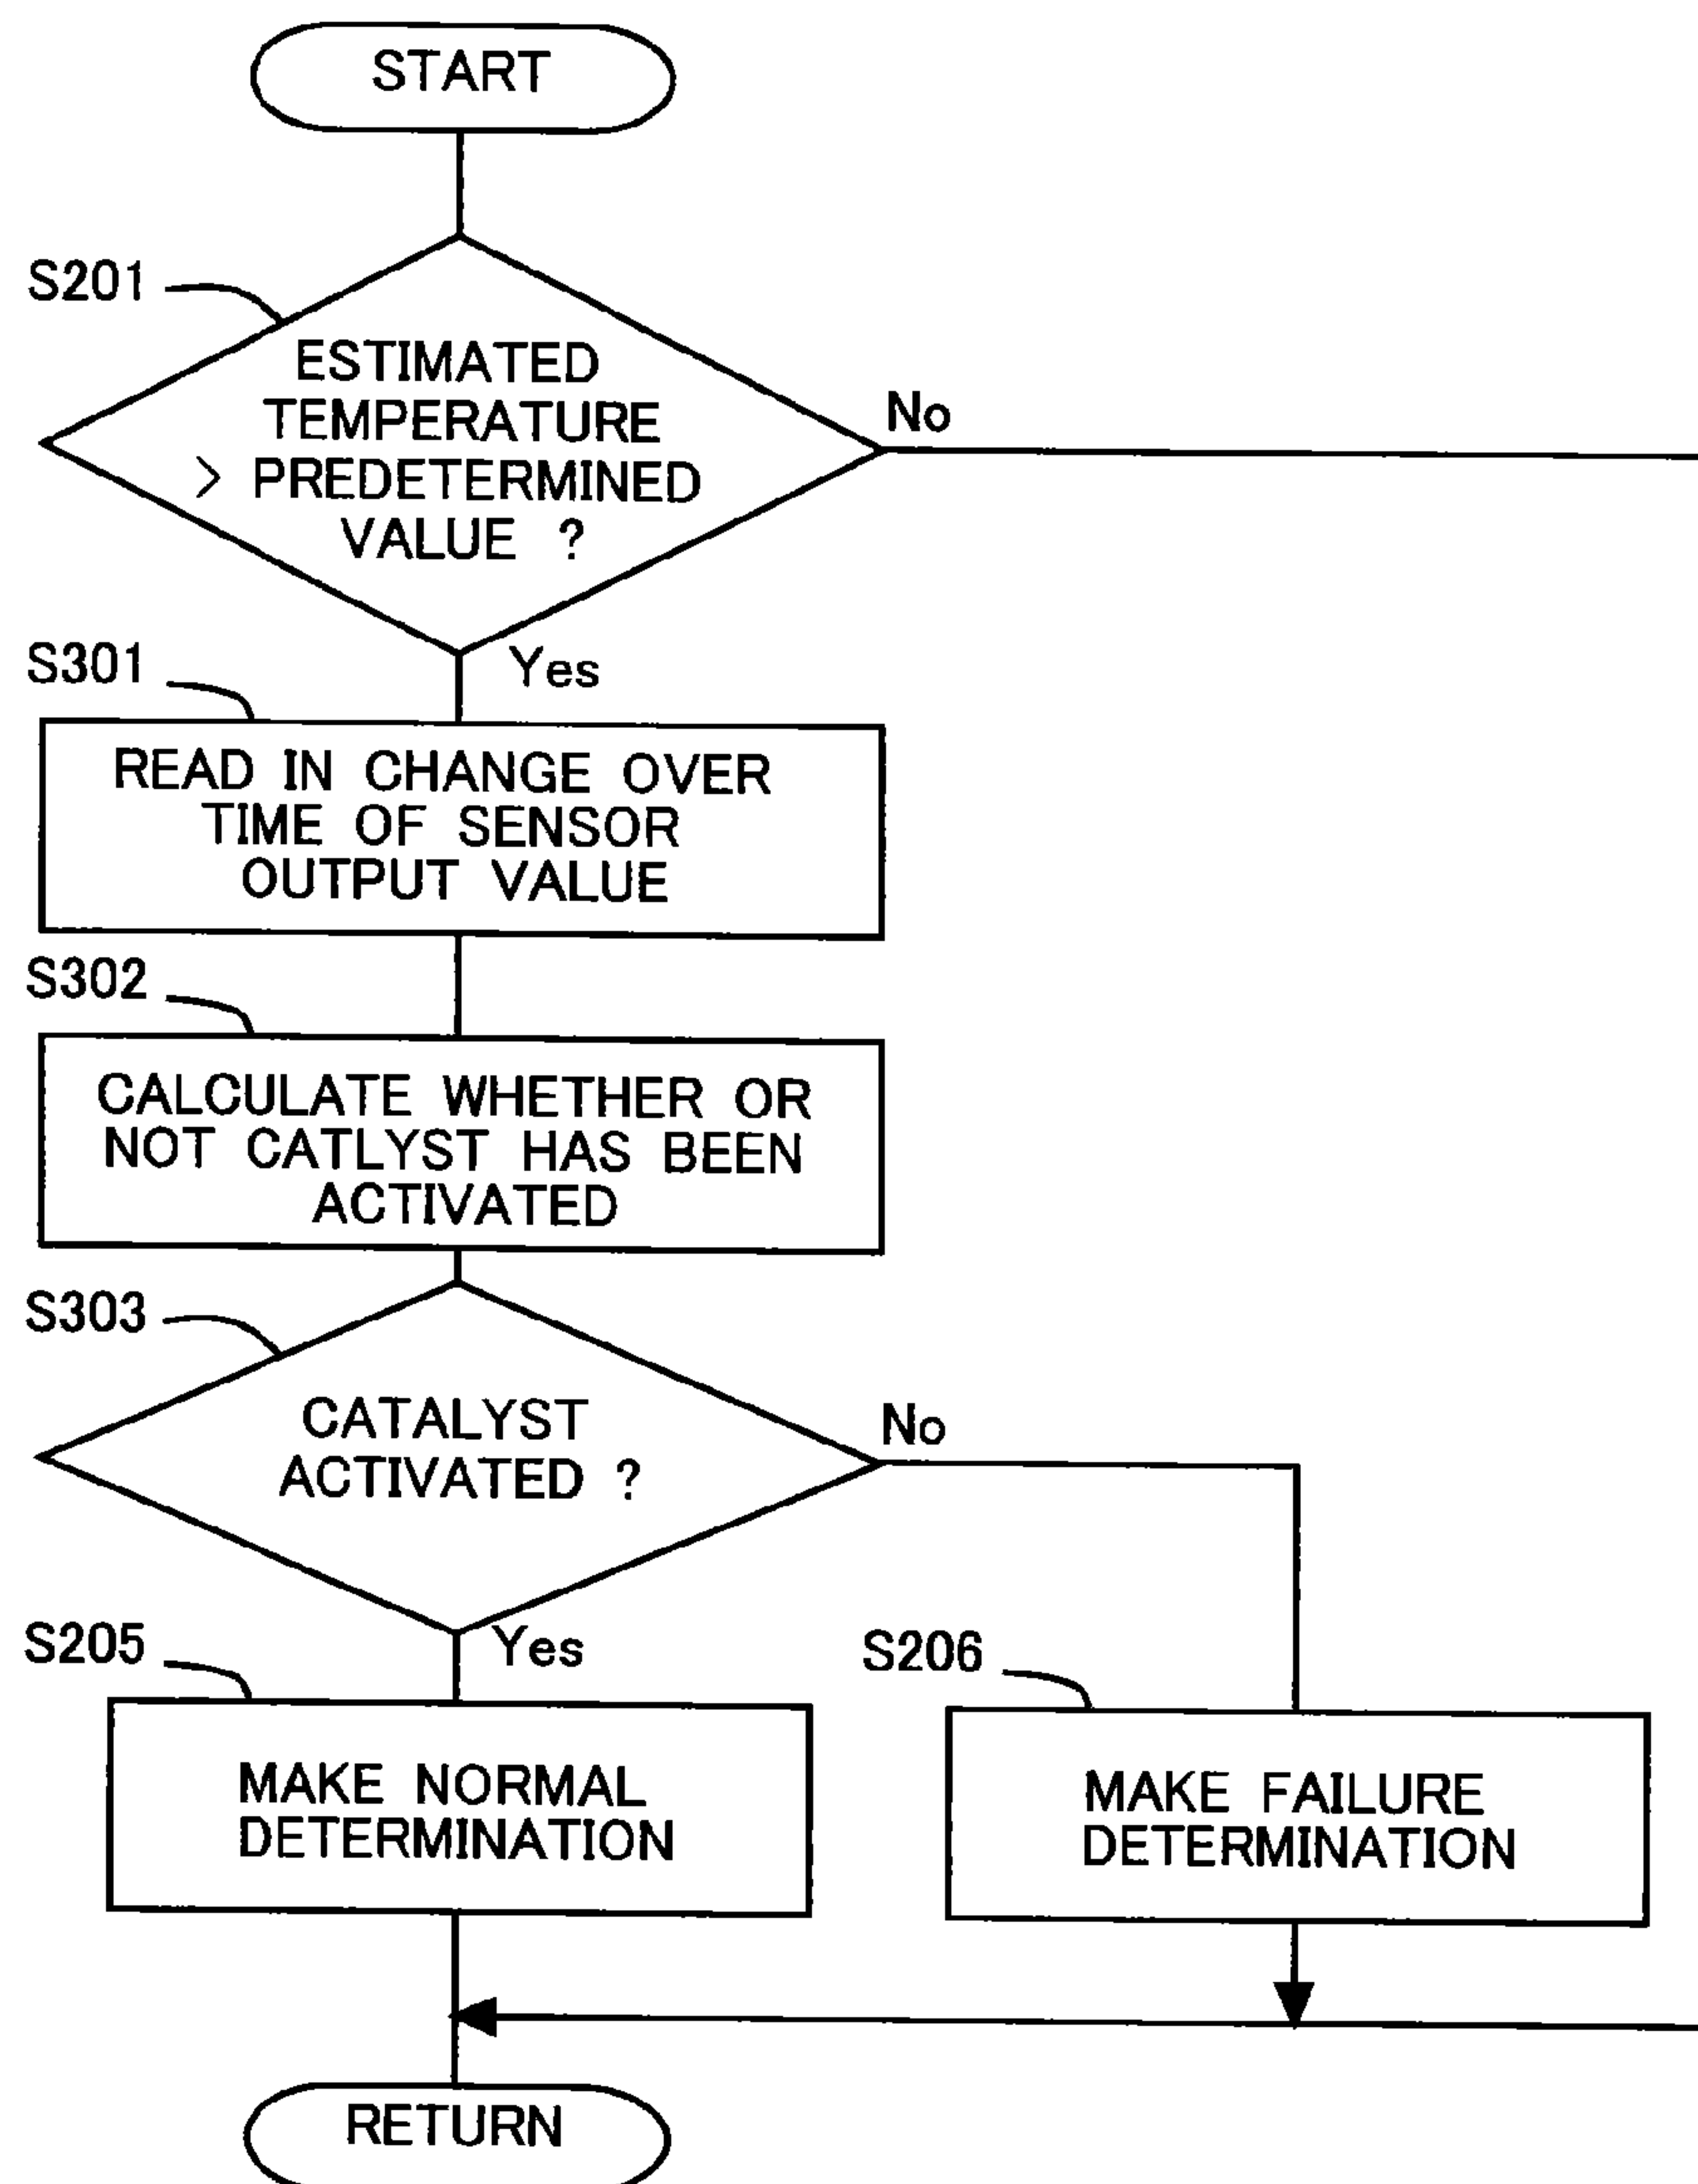 START
S201
ESTIMATED
TEMPERATURE
> PREDETERMINED
VALUE ?
No
Yes
S301
READ IN CHANGE OVER
TIME OF SENSOR
OUTPUT VALUE
S302
CALCULATE WHETHER OR
NOT CATLYST HAS BEEN
ACTIVATED
S303
CATALYST
ACTIVATED ?
No
Yes
S205
MAKE NORMAL
DETERMINATION
S206
MAKE FAILURE
DETERMINATION
RETURN